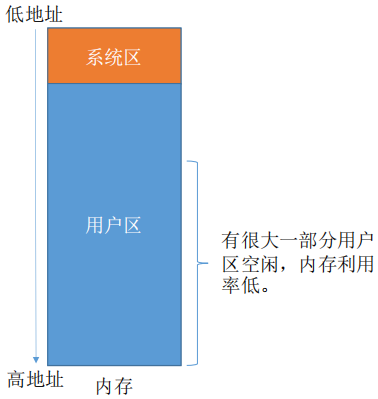 低地址
系统区
用户区
有很大一部分用户
区空闲，内存利用
率低。
高地址
内存